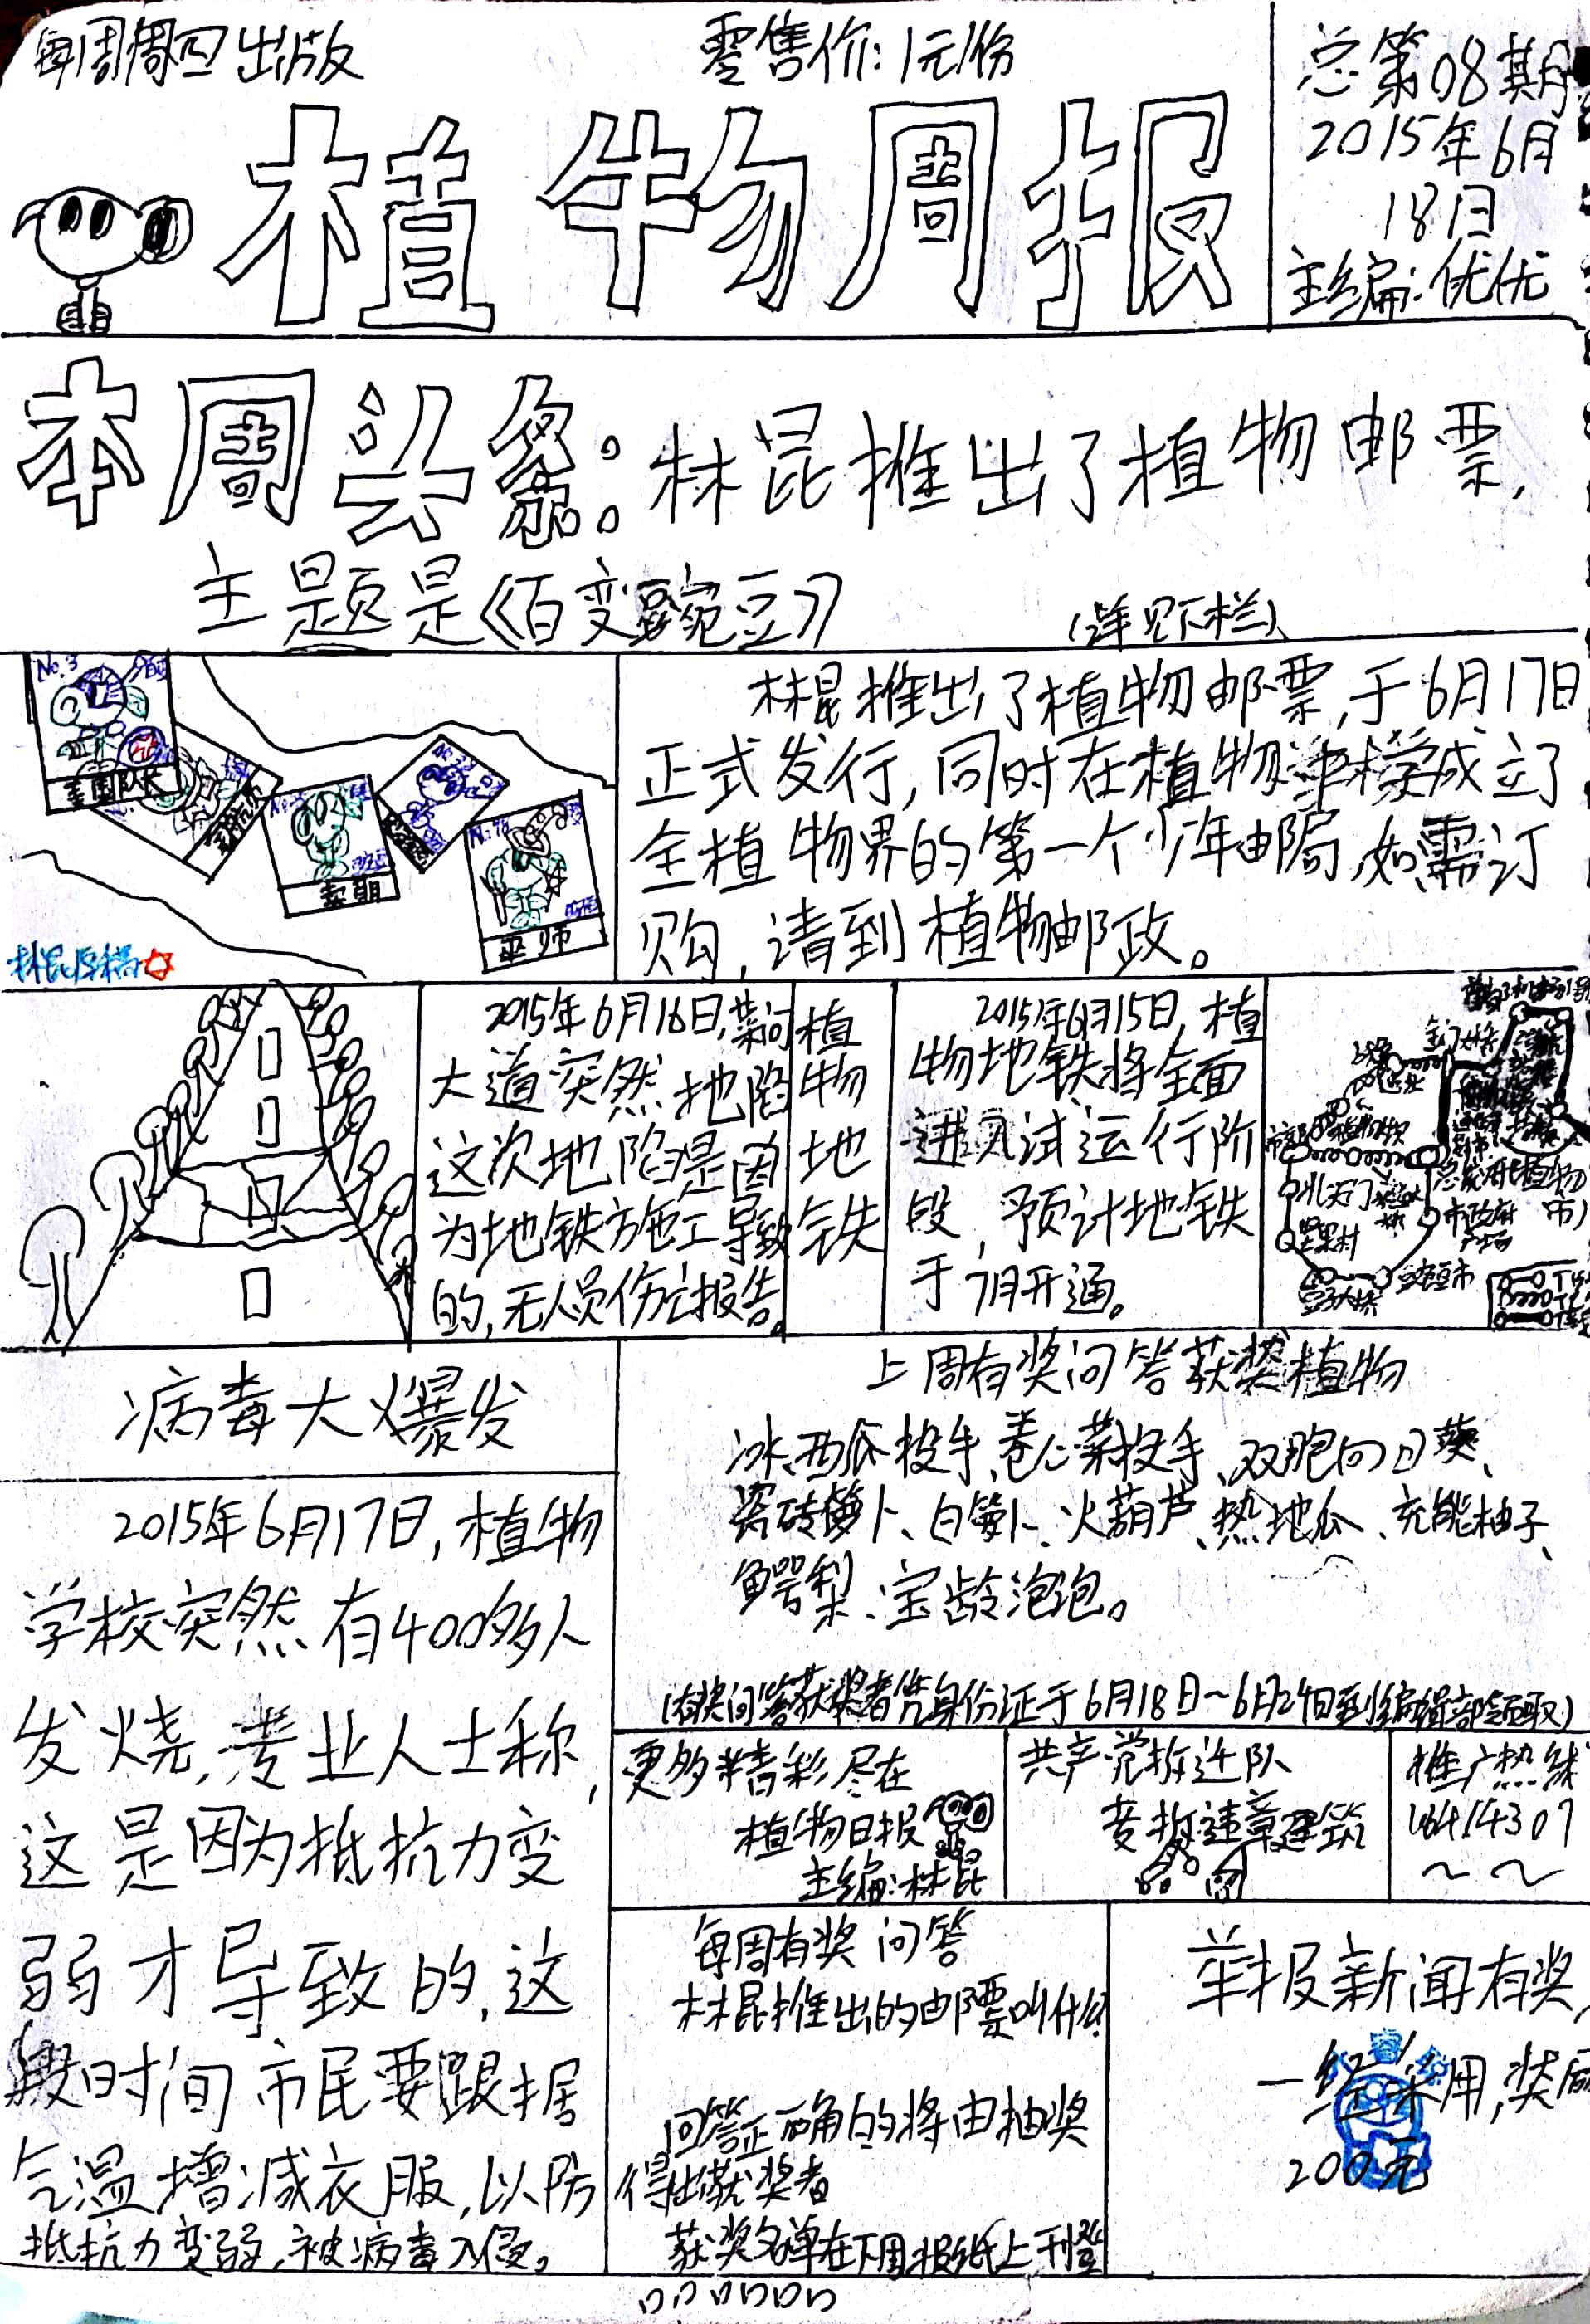 每周周四出版
零售价:1元/份
植物周报
总第08期
2015年6月
18日
主编:优优
本周头条:林昆推出了植物邮票,
主题是《百变豌豆》
(详见下栏)
No.3
美国队长
卖萌
巫师
林昆原稿
林昆推出了植物邮票,于6月17日
正式发行,同时在植物学成立了
全植物界的第一个少年邮局,如需订
购,请到植物邮政。
2015年6月16日,菜问
大道突然地陷
这次地陷是因
为地铁方施工导致
的,无人员伤亡报告。
植
物
地
铁
2015年6月15日,植
物地铁将全面
进入试运行阶
段,预计地铁
于7月开通。
北天门
坚果村
市政府
广场
豌豆市
病毒大爆发
2015年6月17日,植物
学校突然有400多人
发烧,专业人士称,
这是因为抵抗力变
弱才导致的,这
段时间市民要跟据
气温增减衣服,以防
抵抗力变弱,被病毒入侵。
上周有奖问答获奖植物
冰西瓜投手、卷心菜投手、双胞向日葵、
瓷砖萝卜、白萝卜、火葫芦、热地瓜、充能柚子、
鳄梨、宝龄泡泡。
(有奖问答获奖者凭身份证于6月18日~6月24日到编辑部领取)
更多精彩尽在
植物日报
主编:林昆
共产党拆迁队
专拆违章建筑
推广热线
16414307
每周有奖问答
林昆推出的邮票叫什么
回答正确的将由抽奖
得出获奖者
获奖名单在下周报纸上刊登
举报新闻有奖,
一经采用,奖励
200元